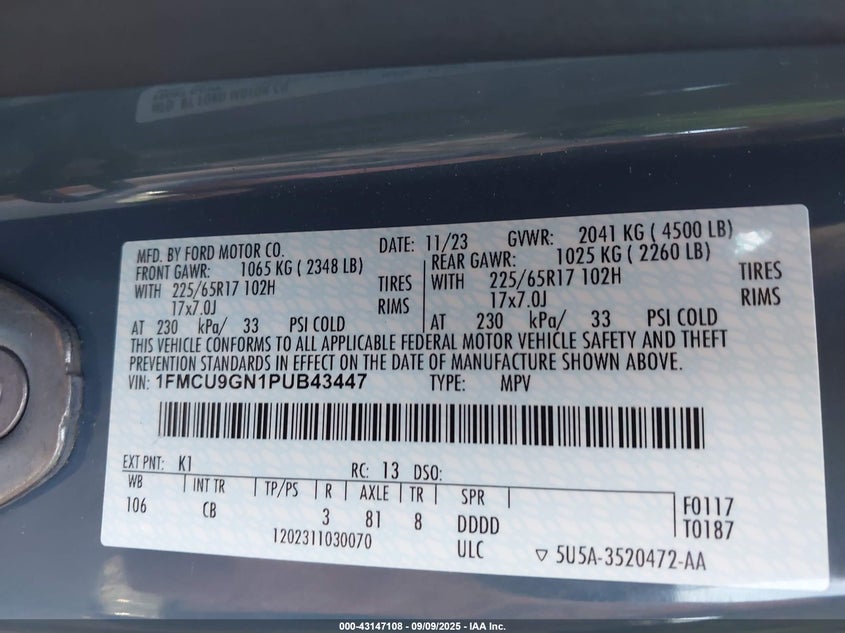 MFD. BY FORD MOTOR CO.
DATE: 11/23 GVWR: 2041 KG ( 4500 LB)
FRONT GAWR: 1065 KG ( 2348 LB)
WITH 225/65R17 102H TIRES
17x7.0J RIMS
AT 230 kPa/ 33 PSI COLD
REAR GAWR: 1025 KG ( 2260 LB)
WITH 225/65R17 102H TIRES
17x7.0J RIMS
AT 230 kPa/ 33 PSI COLD
THIS VEHICLE CONFORMS TO ALL APPLICABLE FEDERAL MOTOR VEHICLE SAFETY AND THEFT
PREVENTION STANDARDS IN EFFECT ON THE DATE OF MANUFACTURE SHOWN ABOVE.
VIN: 1FMCU9GN1PUB43447 TYPE: MPV
EXT PNT: K1 RC: 13 DSO:
WB INT TR TP/PS R AXLE TR SPR
106 CB 3 81 8 DDDD
F0117
T0187
1202311030070 ULC
5U5A-3520472-AA
000-43147108 - 09/09/2025 - IAA Inc.